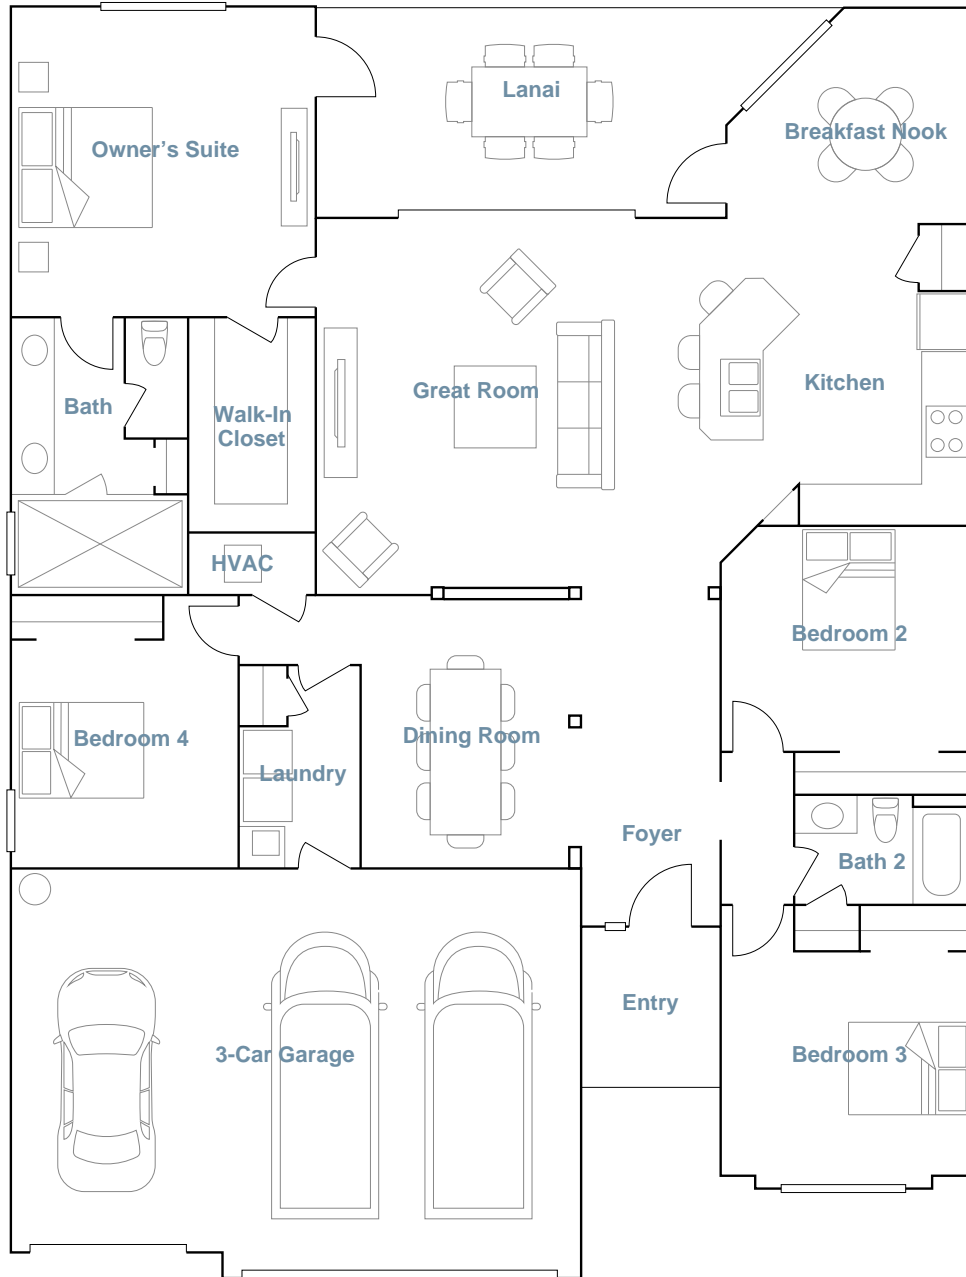 Lanai
Breakfast Nook
Owner’s Suite
Great Room
Kitchen
Bath
Walk-In
Closet
HVAC
Bedroom 2
Bedroom 4
Dining Room
Laundry
Foyer
Bath 2
Entry
3-Car Garage
Bedroom 3